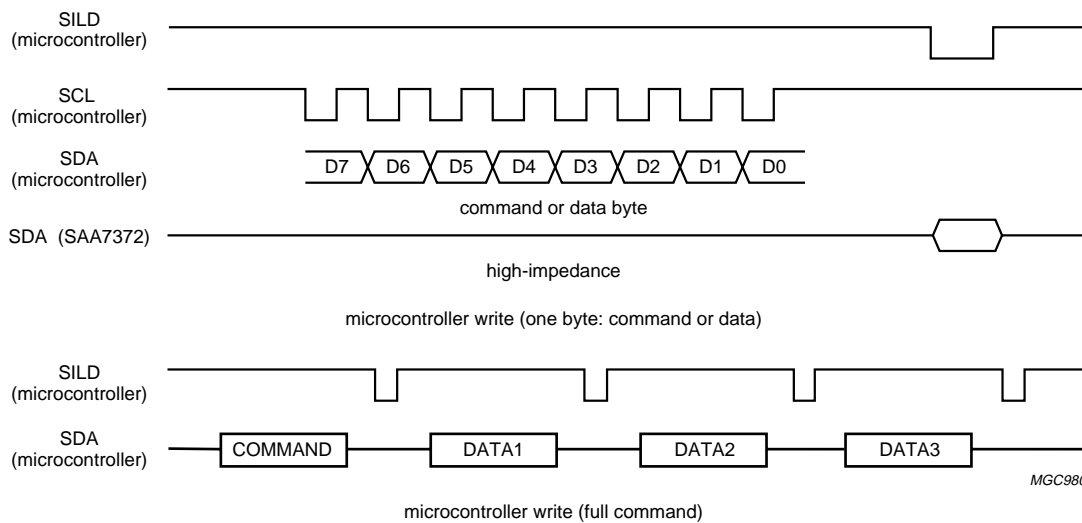 SILD
(microcontroller)
SCL
(microcontroller)
SDA
(microcontroller)
D7 D6 D5 D4 D3 D2 D1 D0
command or data byte
SDA (SAA7372)
high-impedance
microcontroller write (one byte: command or data)
SILD
(microcontroller)
SDA
(microcontroller)
COMMAND DATA1 DATA2 DATA3
MGC980
microcontroller write (full command)